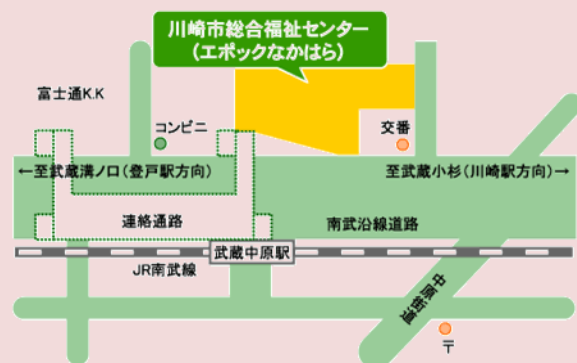 川崎市総合福祉センター
(エポックなかはら)
富士通K.K
コンビニ
交番
←至武蔵溝ノ口(登戸駅方向)
至武蔵小杉(川崎駅方向)→
連絡通路
南武沿線道路
武蔵中原駅
JR南武線
中原街道
〒